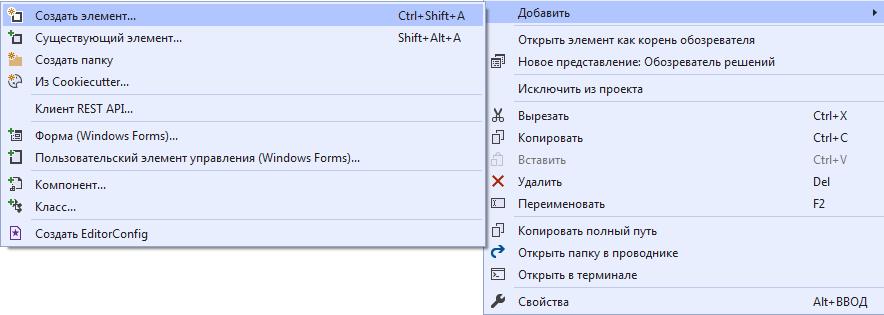 Создать элемент... Ctrl+Shift+A
Существующий элемент... Shift+Alt+A
Создать папку
Из Cookiecutter...
Клиент REST API...
Форма (Windows Forms)...
Пользовательский элемент управления (Windows Forms)...
Компонент...
Класс...
Создать EditorConfig
Добавить
Открыть элемент как корень обозревателя
Новое представление: Обозреватель решений
Исключить из проекта
Вырезать Ctrl+X
Копировать Ctrl+C
Вставить Ctrl+V
Удалить Del
Переименовать F2
Копировать полный путь
Открыть папку в проводнике
Открыть в терминале
Свойства Alt+ВВОД